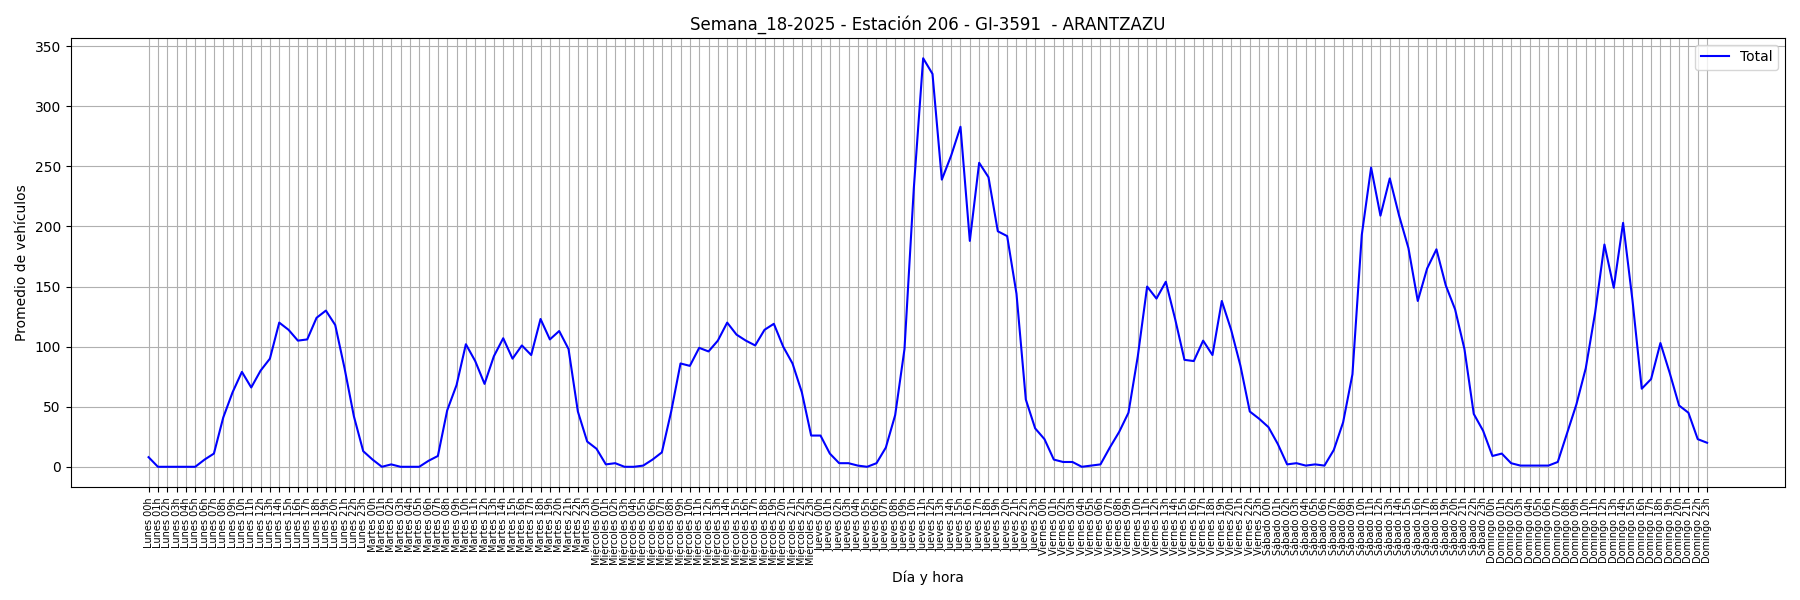 Semana_18-2025 - Estación 206 - GI-3591  - ARANTZAZU
Total
Promedio de vehículos
350
300
250
200
150
100
50
0
Lunes 00h
Lunes 01h
Lunes 02h
Lunes 03h
Lunes 04h
Lunes 05h
Lunes 06h
Lunes 07h
Lunes 08h
Lunes 09h
Lunes 10h
Lunes 11h
Lunes 12h
Lunes 13h
Lunes 14h
Lunes 15h
Lunes 16h
Lunes 17h
Lunes 18h
Lunes 19h
Lunes 20h
Lunes 21h
Lunes 22h
Lunes 23h
Martes 00h
Martes 01h
Martes 02h
Martes 03h
Martes 04h
Martes 05h
Martes 06h
Martes 07h
Martes 08h
Martes 09h
Martes 10h
Martes 11h
Martes 12h
Martes 13h
Martes 14h
Martes 15h
Martes 16h
Martes 17h
Martes 18h
Martes 19h
Martes 20h
Martes 21h
Martes 22h
Martes 23h
Miércoles 00h
Miércoles 01h
Miércoles 02h
Miércoles 03h
Miércoles 04h
Miércoles 05h
Miércoles 06h
Miércoles 07h
Miércoles 08h
Miércoles 09h
Miércoles 10h
Miércoles 11h
Miércoles 12h
Miércoles 13h
Miércoles 14h
Miércoles 15h
Miércoles 16h
Miércoles 17h
Miércoles 18h
Miércoles 19h
Miércoles 20h
Miércoles 21h
Miércoles 22h
Miércoles 23h
Jueves 00h
Jueves 01h
Jueves 02h
Jueves 03h
Jueves 04h
Jueves 05h
Jueves 06h
Jueves 07h
Jueves 08h
Jueves 09h
Jueves 10h
Jueves 11h
Jueves 12h
Jueves 13h
Jueves 14h
Jueves 15h
Jueves 16h
Jueves 17h
Jueves 18h
Jueves 19h
Jueves 20h
Jueves 21h
Jueves 22h
Jueves 23h
Viernes 00h
Viernes 01h
Viernes 02h
Viernes 03h
Viernes 04h
Viernes 05h
Viernes 06h
Viernes 07h
Viernes 08h
Viernes 09h
Viernes 10h
Viernes 11h
Viernes 12h
Viernes 13h
Viernes 14h
Viernes 15h
Viernes 16h
Viernes 17h
Viernes 18h
Viernes 19h
Viernes 20h
Viernes 21h
Viernes 22h
Viernes 23h
Sábado 00h
Sábado 01h
Sábado 02h
Sábado 03h
Sábado 04h
Sábado 05h
Sábado 06h
Sábado 07h
Sábado 08h
Sábado 09h
Sábado 10h
Sábado 11h
Sábado 12h
Sábado 13h
Sábado 14h
Sábado 15h
Sábado 16h
Sábado 17h
Sábado 18h
Sábado 19h
Sábado 20h
Sábado 21h
Sábado 22h
Sábado 23h
Domingo 00h
Domingo 01h
Domingo 02h
Domingo 03h
Domingo 04h
Domingo 05h
Domingo 06h
Domingo 07h
Domingo 08h
Domingo 09h
Domingo 10h
Domingo 11h
Domingo 12h
Domingo 13h
Domingo 14h
Domingo 15h
Domingo 16h
Domingo 17h
Domingo 18h
Domingo 19h
Domingo 20h
Domingo 21h
Domingo 22h
Domingo 23h
Día y hora